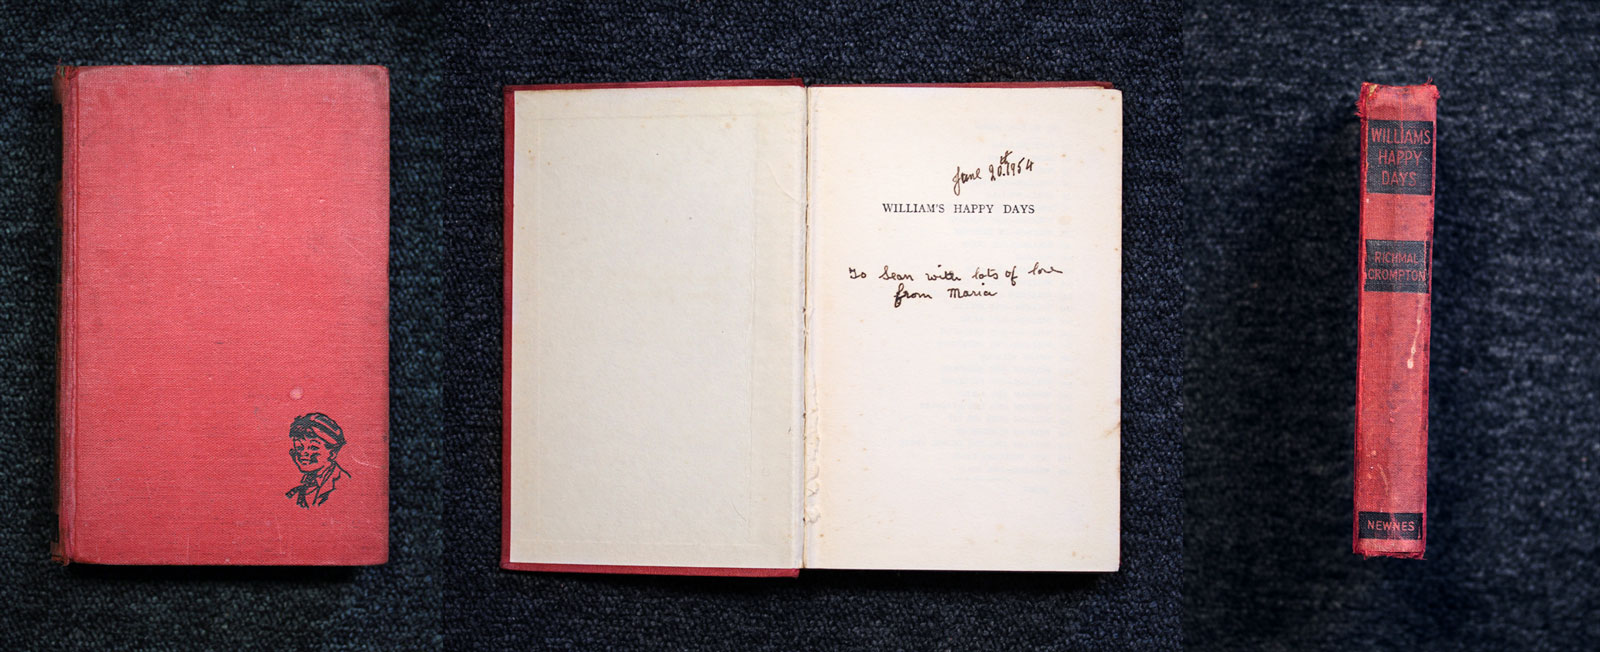 June 20th.1954
WILLIAM'S HAPPY DAYS
To Sean with lots of love
from Maria
WILLIAMS
HAPPY
DAYS
RICHMAL
CROMPTON
NEWNES